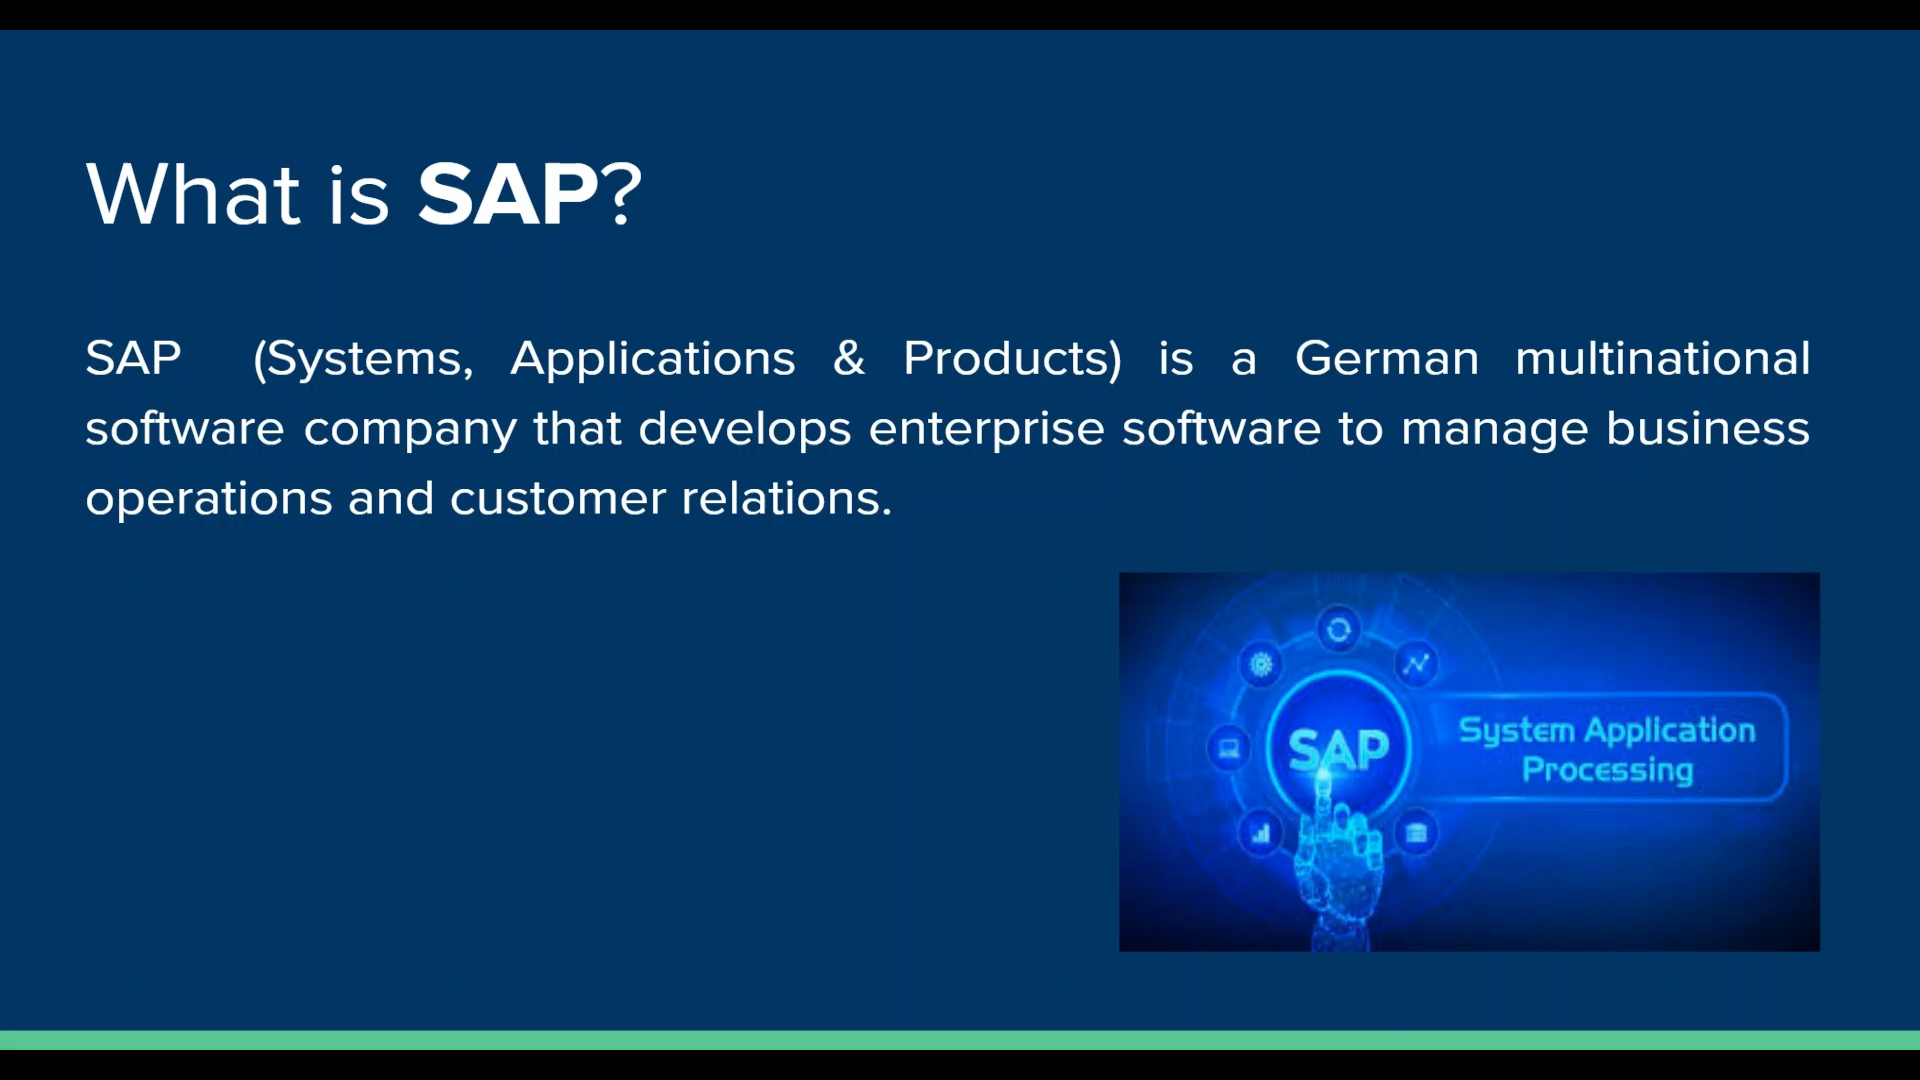 What is SAP?
SAP (Systems, Applications & Products) is a German multinational
software company that develops enterprise software to manage business
operations and customer relations.
SAP
System Application
Processing